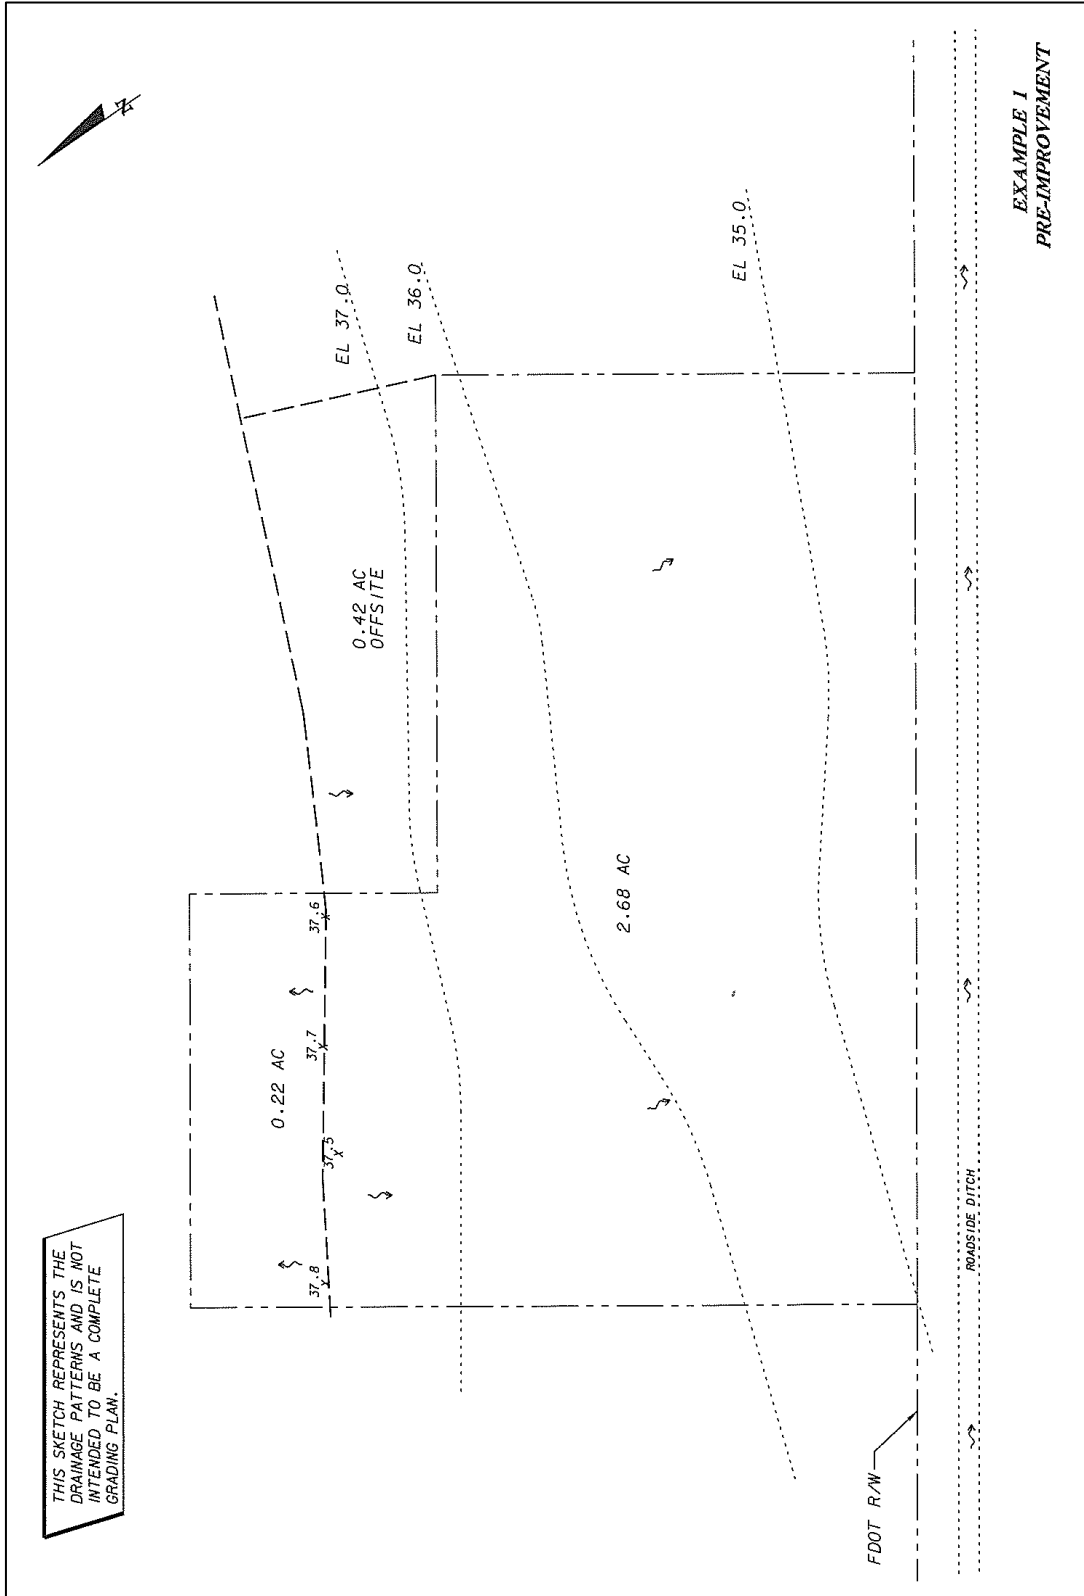 THIS SKETCH REPRESENTS THE
DRAINAGE PATTERNS AND IS NOT
INTENDED TO BE A COMPLETE
GRADING PLAN.
N
37.8
37.5
37.7
37.6
0.22 AC
0.42 AC
OFFSITE
EL 37.0
EL 36.0
EL 35.0
2.68 AC
FDOT R/W
ROADSIDE DITCH
EXAMPLE 1
PRE-IMPROVEMENT